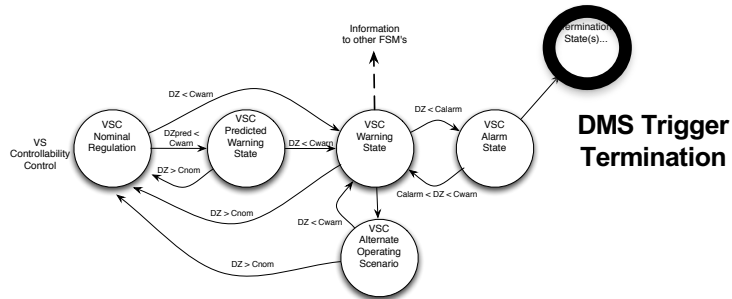 Information
to other FSM's
Termination
State(s)...
DZ < Cwarn
DZ < Calarm
VSC
Nominal
Regulation
DZpred <
Cwarn
VSC
Predicted
Warning
State
DZ < Cwarn
VSC
Warning
State
VSC
Alarm
State
DMS Trigger
Termination
VS
Controllability
Control
DZ > Cnom
DZ > Cnom
DZ < Cwarn
Calarm < DZ < Cwarn
VSC
Alternate
Operating
Scenario
DZ > Cnom